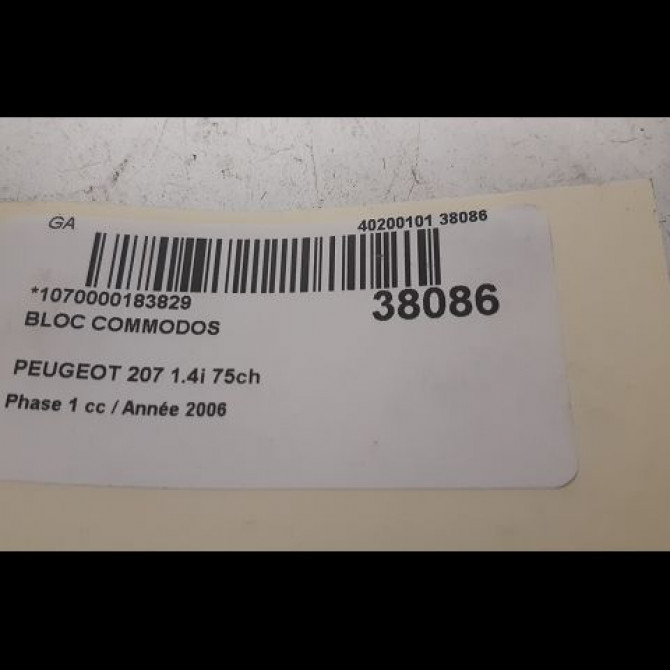 GA 40200101 38086
*1070000183829 38086
BLOC COMMODOS
PEUGEOT 207 1.4i 75ch
Phase 1 cc / Année 2006